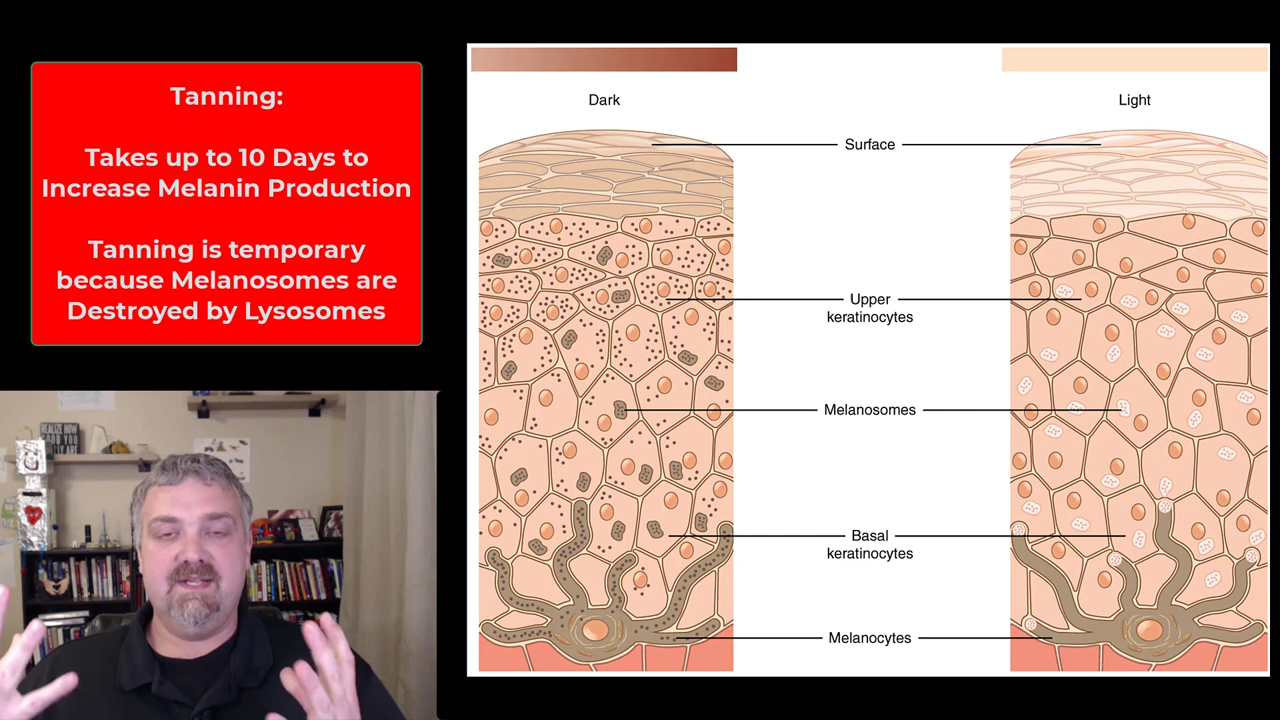 Tanning:
Takes up to 10 Days to
Increase Melanin Production
Tanning is temporary
because Melanosomes are
Destroyed by Lysosomes
Dark
Light
Surface
Upper
keratinocytes
Melanosomes
Basal
keratinocytes
Melanocytes